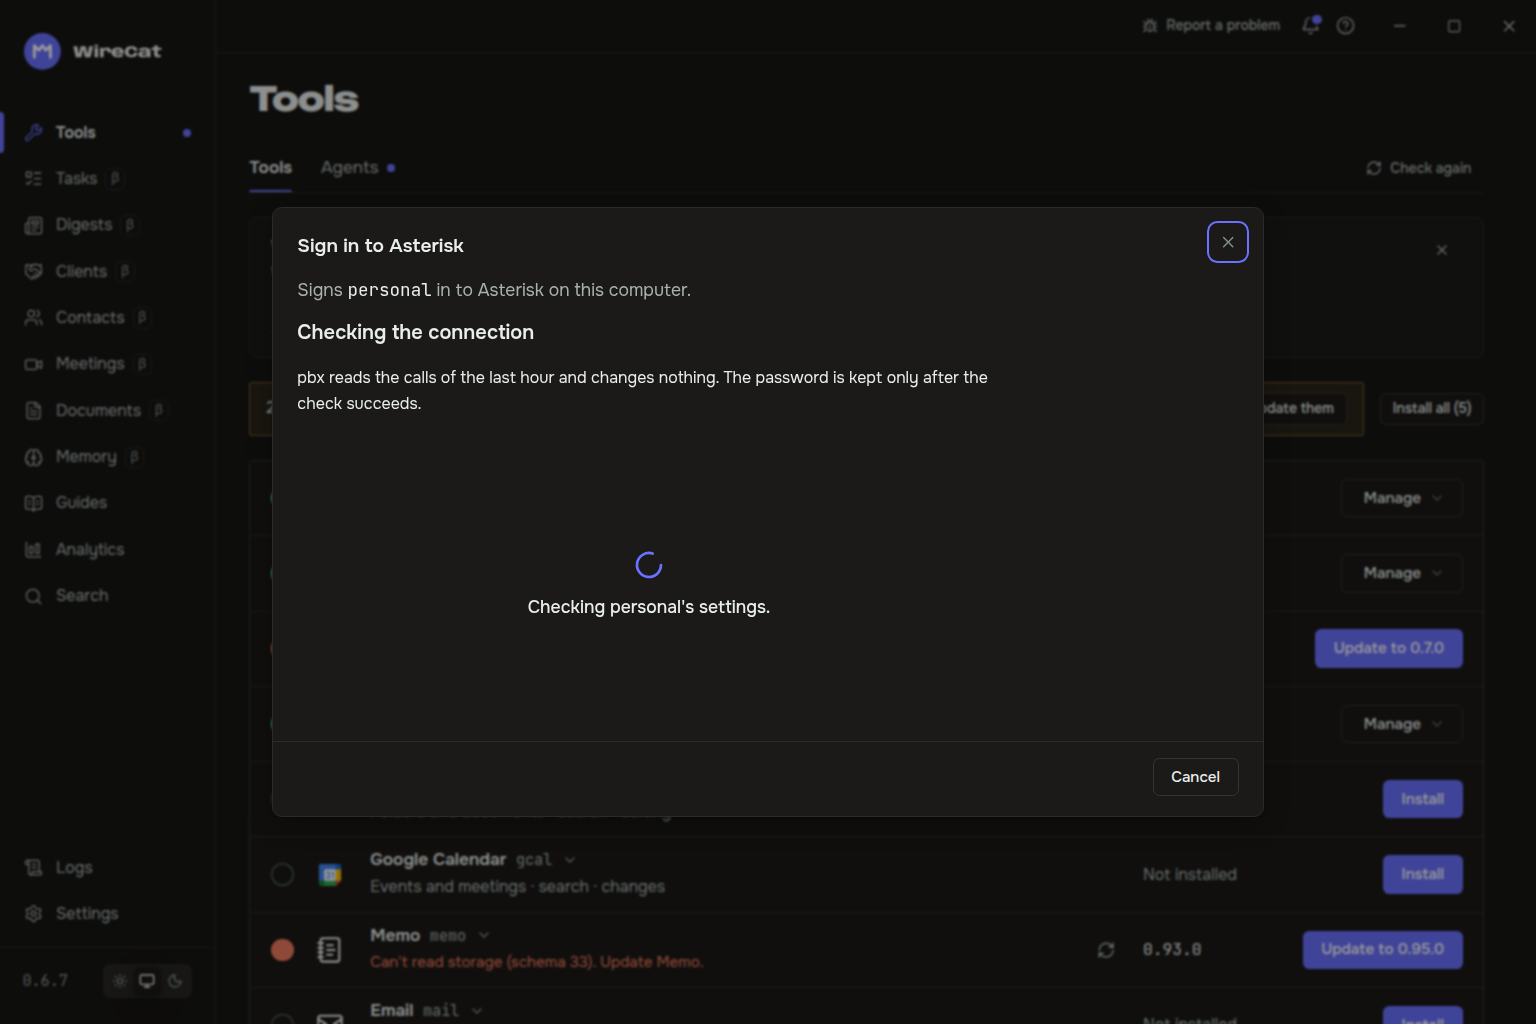 WireCat
Report a problem
Tools
Tasks β
Digests β
Clients β
Contacts β
Meetings β
Documents β
Memory β
Guides
Analytics
Search
Logs
Settings
0.6.7
Tools
Tools
Agents
Check again
Sign in to Asterisk
Signs personal in to Asterisk on this computer.
Checking the connection
pbx reads the calls of the last hour and changes nothing. The password is kept only after the
check succeeds.
Checking personal's settings.
Cancel
them
Install all (5)
Manage
Manage
Update to 0.7.0
Manage
Install
Google Calendar gcal
Events and meetings · search · changes
Not installed
Install
Memo memo
Can't read storage (schema 33). Update Memo.
0.93.0
Update to 0.95.0
Email mail
Not installed
Install